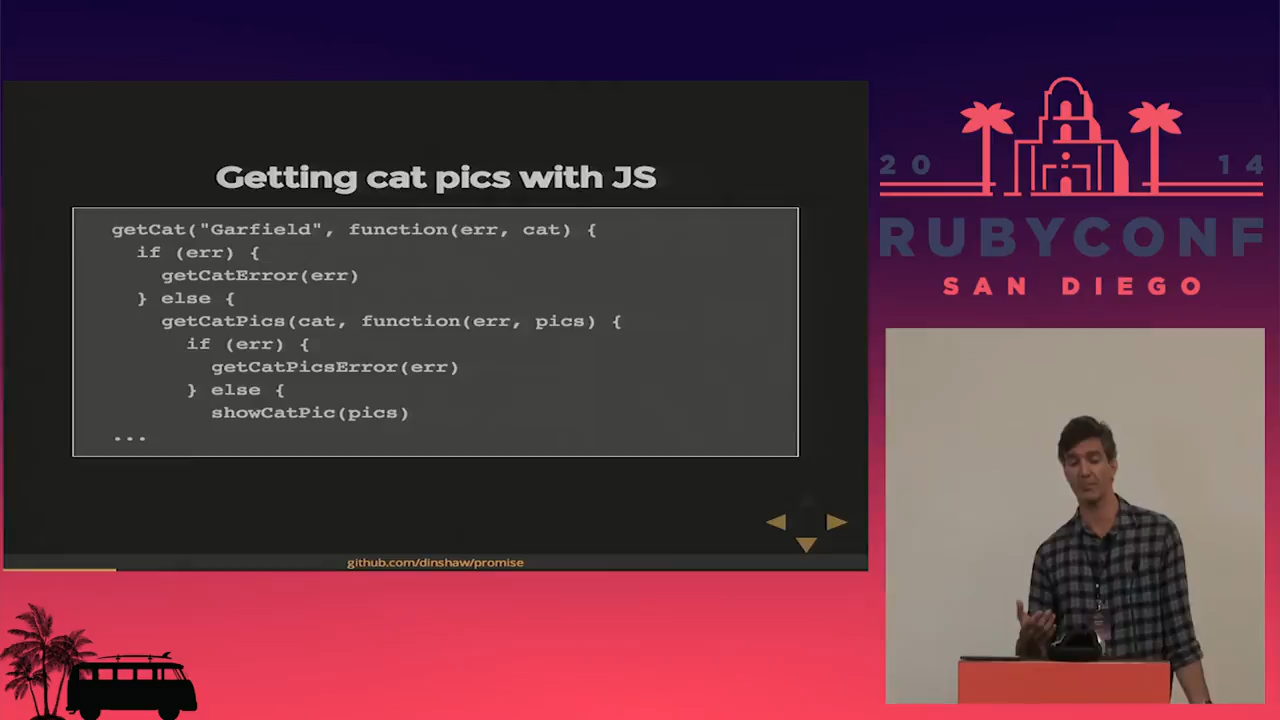 Getting cat pics with JS
getCat("Garfield", function(err, cat) {
if (err) {
getCatError(err)
} else {
getCatPics(cat, function(err, pics) {
if (err) {
getCatPicsError(err)
} else {
showCatPic(pics)
...
github.com/dinshaw/promise
20 14
RUBYCONF
SAN DIEGO